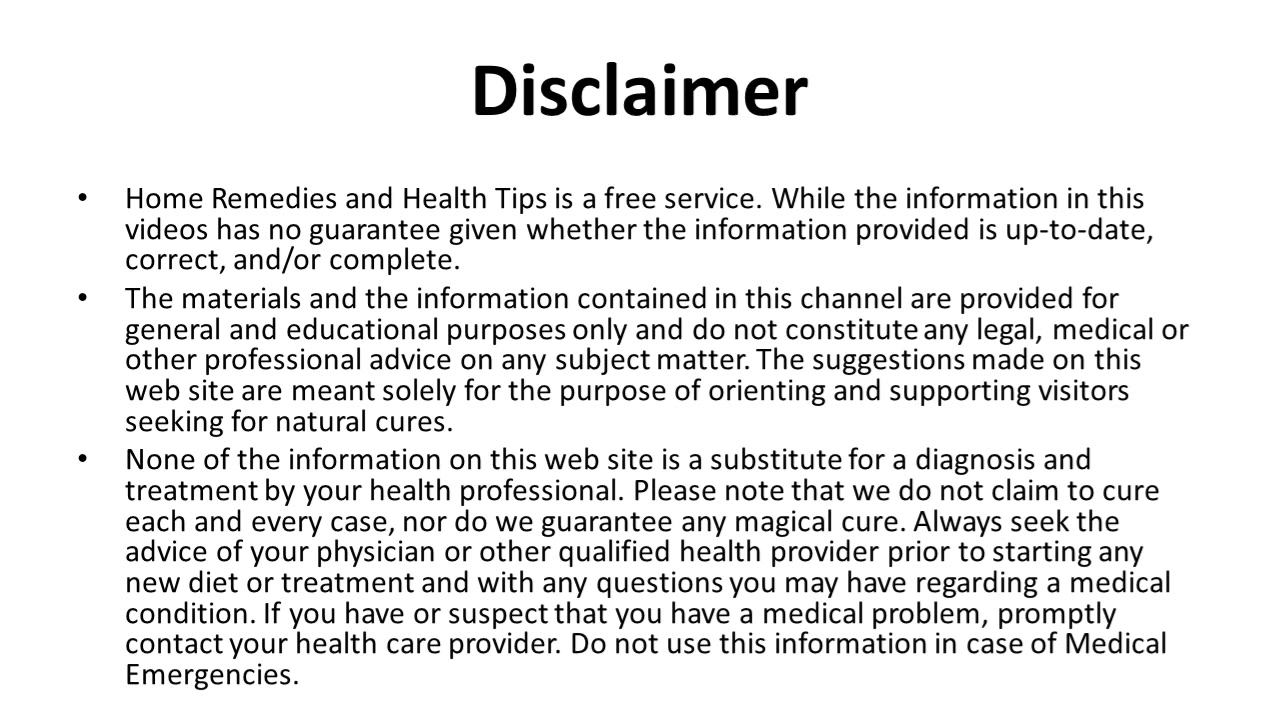 Disclaimer
• Home Remedies and Health Tips is a free service. While the information in this
videos has no guarantee given whether the information provided is up-to-date,
correct, and/or complete.
• The materials and the information contained in this channel are provided for
general and educational purposes only and do not constitute any legal, medical or
other professional advice on any subject matter. The suggestions made on this
web site are meant solely for the purpose of orienting and supporting visitors
seeking for natural cures.
• None of the information on this web site is a substitute for a diagnosis and
treatment by your health professional. Please note that we do not claim to cure
each and every case, nor do we guarantee any magical cure. Always seek the
advice of your physician or other qualified health provider prior to starting any
new diet or treatment and with any questions you may have regarding a medical
condition. If you have or suspect that you have a medical problem, promptly
contact your health care provider. Do not use this information in case of Medical
Emergencies.